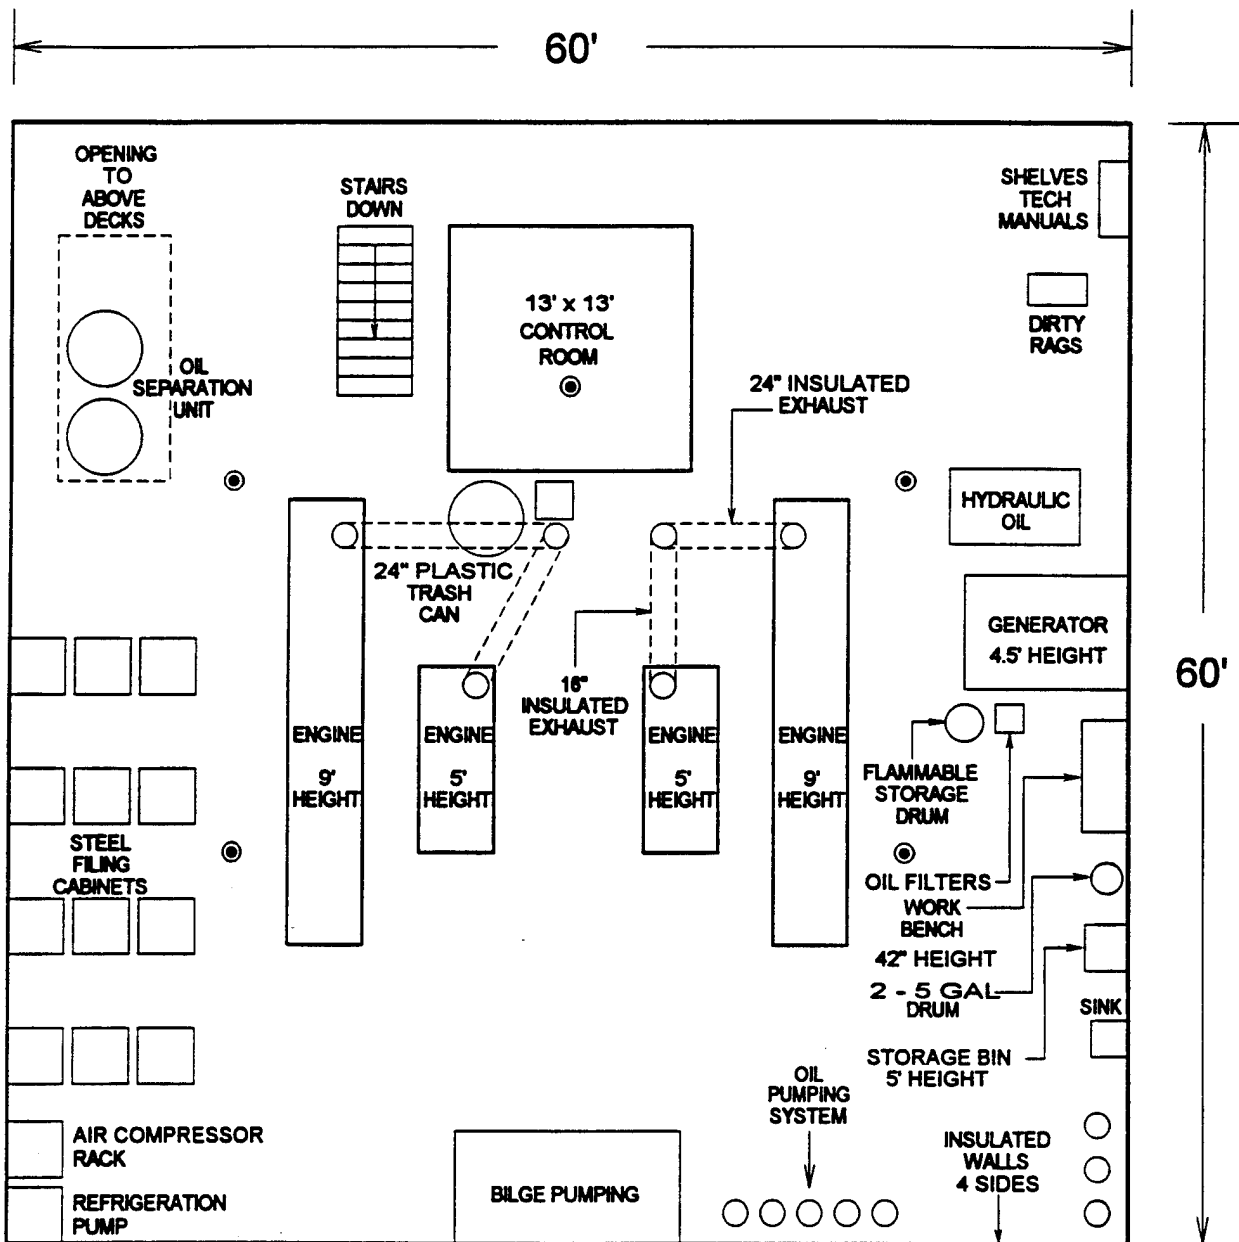 60'
OPENING
TO
ABOVE
DECKS
STAIRS
DOWN
SHELVES
TECH
MANUALS
13' x 13'
CONTROL
ROOM
DIRTY
RAGS
OIL
SEPARATION
UNIT
24" INSULATED
EXHAUST
HYDRAULIC
OIL
24" PLASTIC
TRASH
CAN
GENERATOR
4.5' HEIGHT
60'
16"
INSULATED
EXHAUST
ENGINE
9'
HEIGHT
ENGINE
5'
HEIGHT
ENGINE
5'
HEIGHT
ENGINE
9'
HEIGHT
FLAMMABLE
STORAGE
DRUM
STEEL
FILING
CABINETS
OIL FILTERS
WORK
BENCH
42" HEIGHT
2 - 5 GAL
DRUM
SINK
STORAGE BIN
5' HEIGHT
OIL
PUMPING
SYSTEM
AIR COMPRESSOR
RACK
INSULATED
WALLS
4 SIDES
BILGE PUMPING
REFRIGERATION
PUMP